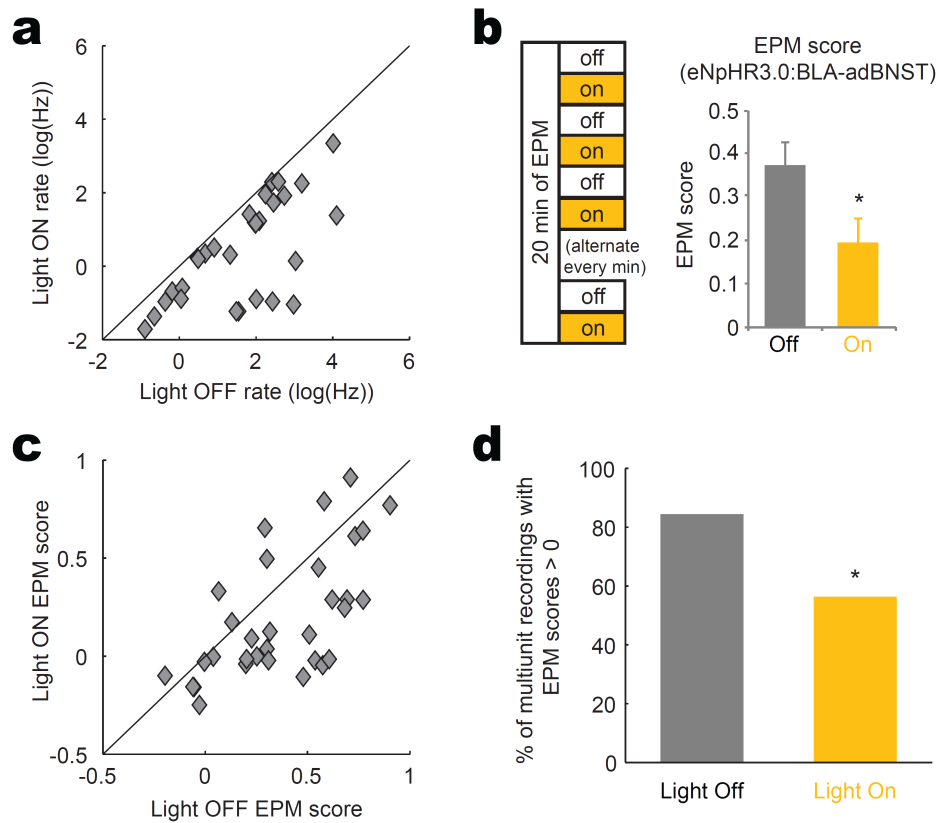 a
6
4
2
0
-2
-2
0
2
4
6
Light ON rate (log(Hz))
Light OFF rate (log(Hz))
b
20 min of EPM
off
on
off
on
off
on
(alternate
every min)
off
on
EPM score
(eNpHR3.0:BLA-adBNST)
EPM score
0.5
0.4
0.3
0.2
0.1
0
*
Off
On
c
1
0.5
0
-0.5
-0.5
0
0.5
1
Light ON EPM score
Light OFF EPM score
d
% of multiunit recordings with
EPM scores > 0
100
80
60
40
20
0
*
Light Off
Light On